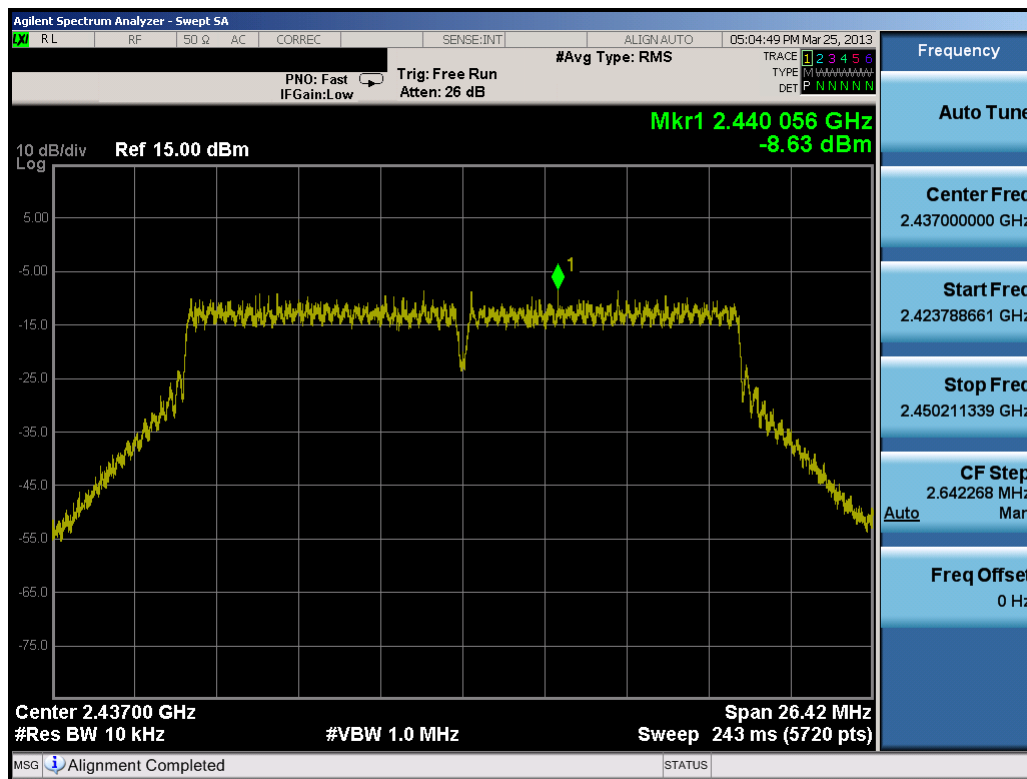 Agilent Spectrum Analyzer - Swept SA
LXI RL RF 50 Ω AC CORREC SENSE:INT ALIGNAUTO 05:04:49 PM Mar 25, 2013
Frequency
#Avg Type: RMS
TRACE 1 2 3 4 5 6
PNO: Fast Trig: Free Run
TYPE M
IFGain:Low Atten: 26 dB
DET P N N N N N
Auto Tune
Mkr1 2.440 056 GHz
-8.63 dBm
10 dB/div Ref 15.00 dBm
Log
5.00
-5.00
-15.0
-25.0
-35.0
-45.0
-55.0
-65.0
-75.0
1
Center Freq
2.437000000 GHz
Start Freq
2.423788661 GHz
Stop Freq
2.450211339 GHz
CF Step
2.642268 MHz
Auto Man
Freq Offset
0 Hz
Center 2.43700 GHz Span 26.42 MHz
#Res BW 10 kHz #VBW 1.0 MHz Sweep 243 ms (5720 pts)
MSG Alignment Completed STATUS